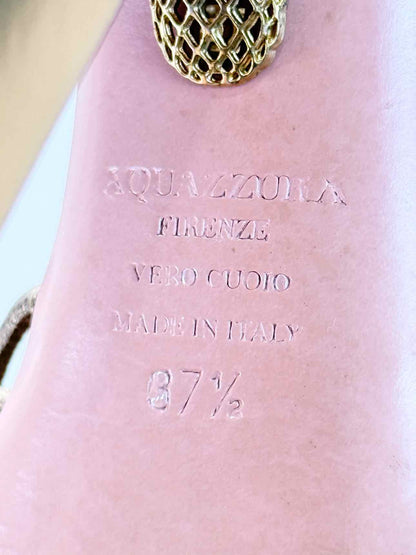 AQUAZZURA
FIRENZE
VERO CUOIO
MADE IN ITALY
37½